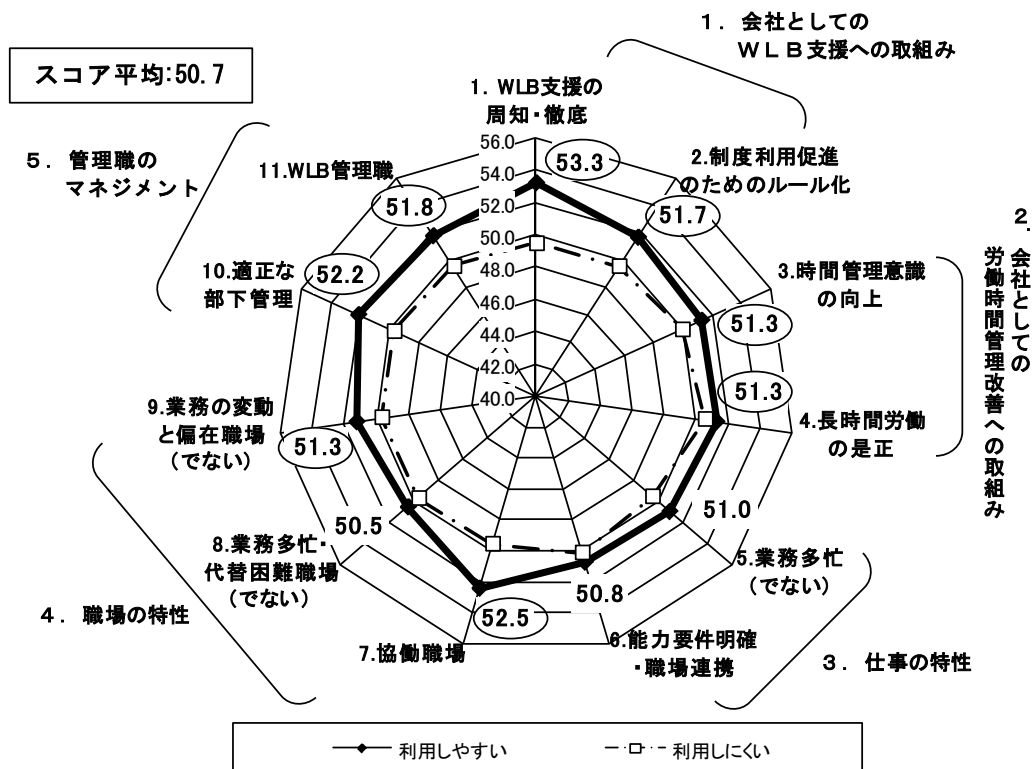 １．会社としての
ＷＬＢ支援への取組み
スコア平均:50.7
1. WLB支援の
周知・徹底
５．管理職の
マネジメント
11.WLB管理職
56.0
54.0
52.0
50.0
48.0
46.0
44.0
42.0
40.0
53.3
2.制度利用促進
のためのルール化
51.8
51.7
２．会社としての
労働時間管理改善への取組み
10.適正な
部下管理
52.2
3.時間管理意識
の向上
51.3
51.3
9.業務の変動
と偏在職場
（でない）
51.3
4.長時間労働
の是正
51.0
50.5
8.業務多忙・
代替困難職場
（でない）
5.業務多忙
（でない）
50.8
52.5
４．職場の特性
7.協働職場
6.能力要件明確
・職場連携
３．仕事の特性
利用しやすい
利用しにくい